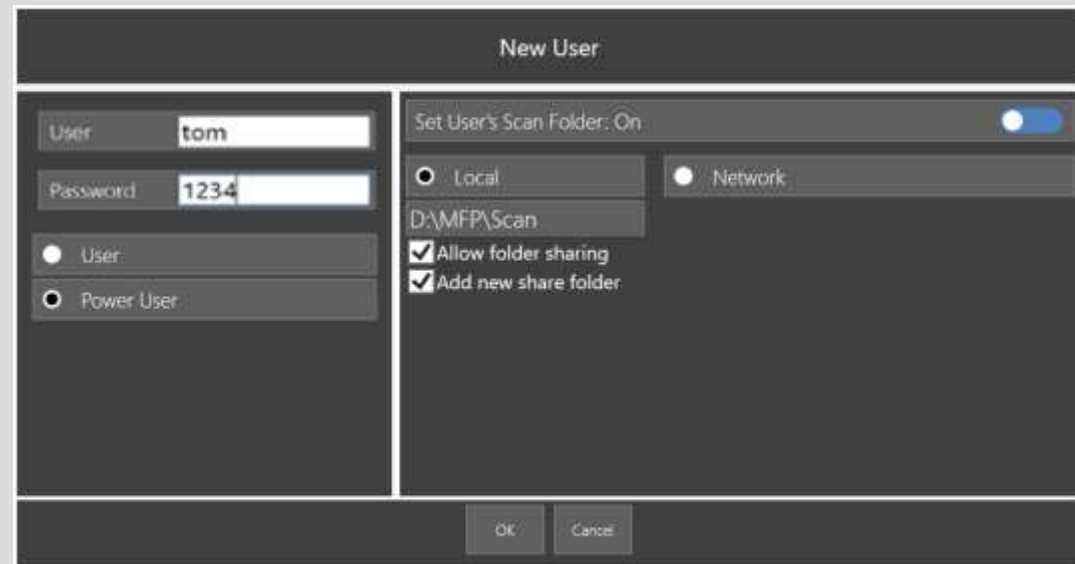 New User
User tom
Password 1234
User
Power User
Set User's Scan Folder: On
Local
Network
D:\MFP\Scan
Allow folder sharing
Add new share folder
OK
Cancel